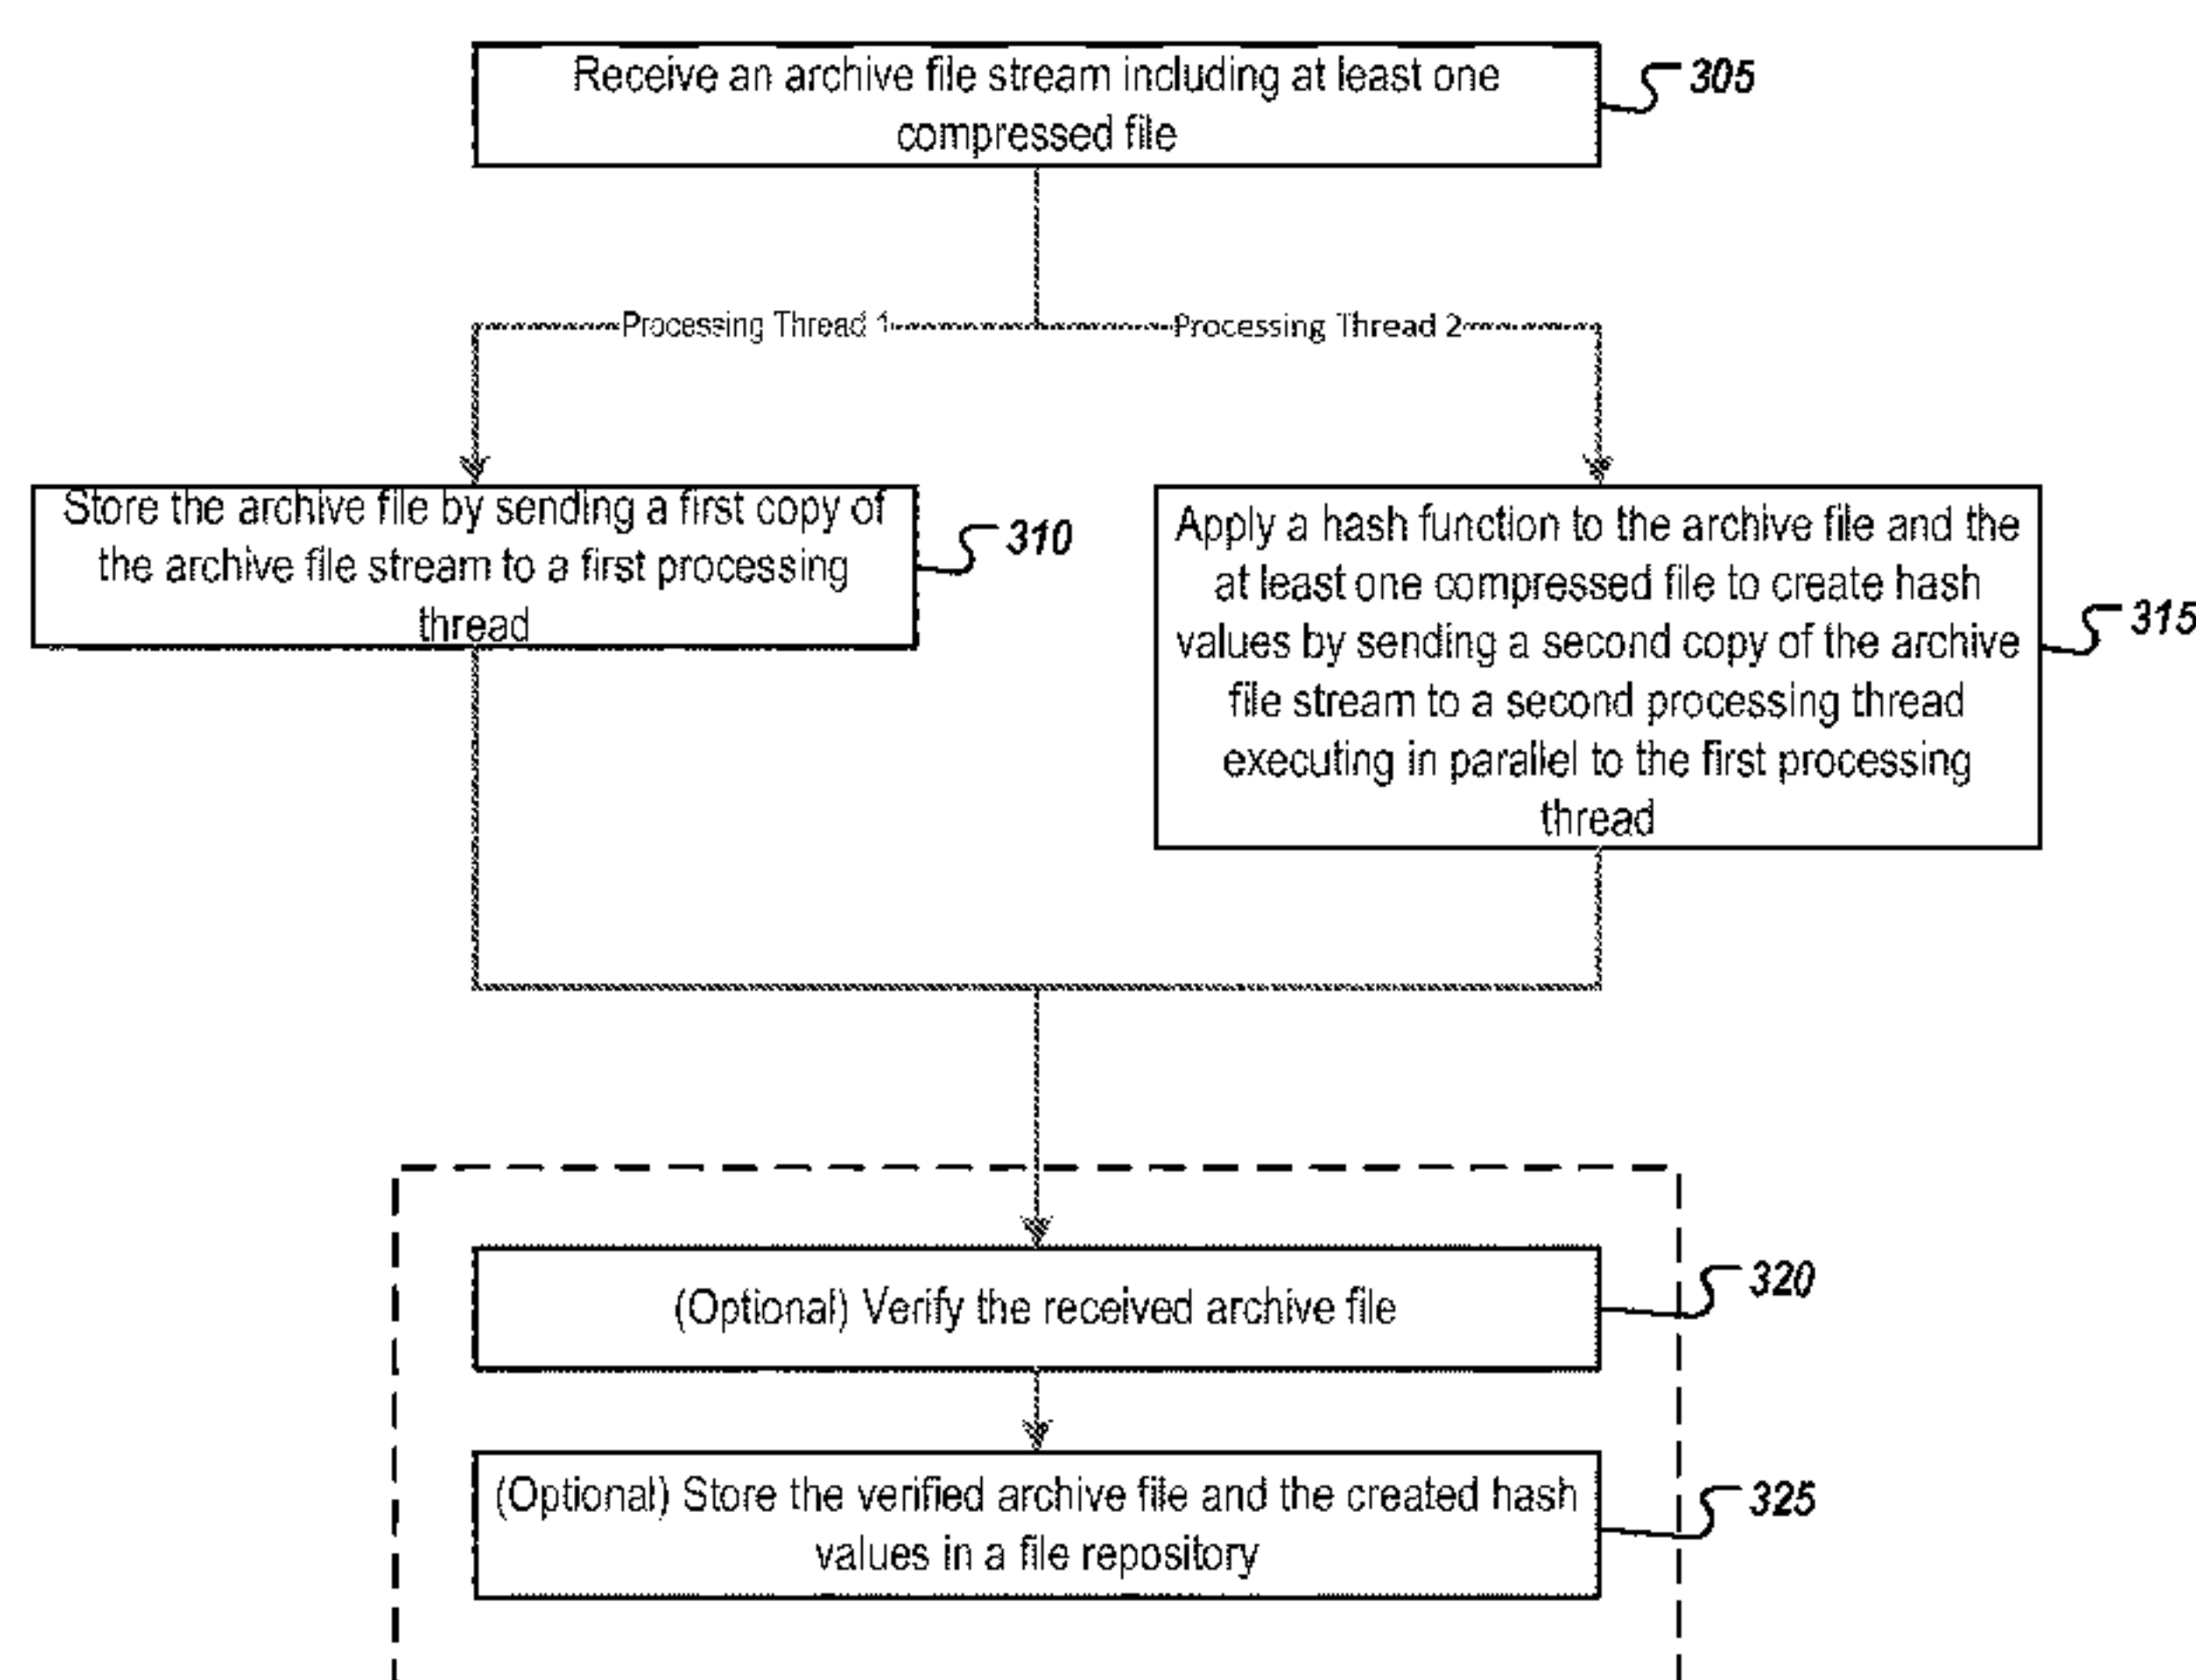 Receive an archive file stream including at least one
compressed file
305
Processing Thread 1
Processing Thread 2
Store the archive file by sending a first copy of
the archive file stream to a first processing
thread
310
Apply a hash function to the archive file and the
at least one compressed file to create hash
values by sending a second copy of the archive
file stream to a second processing thread
executing in parallel to the first processing
thread
315
(Optional) Verify the received archive file
320
(Optional) Store the verified archive file and the created hash
values in a file repository
325